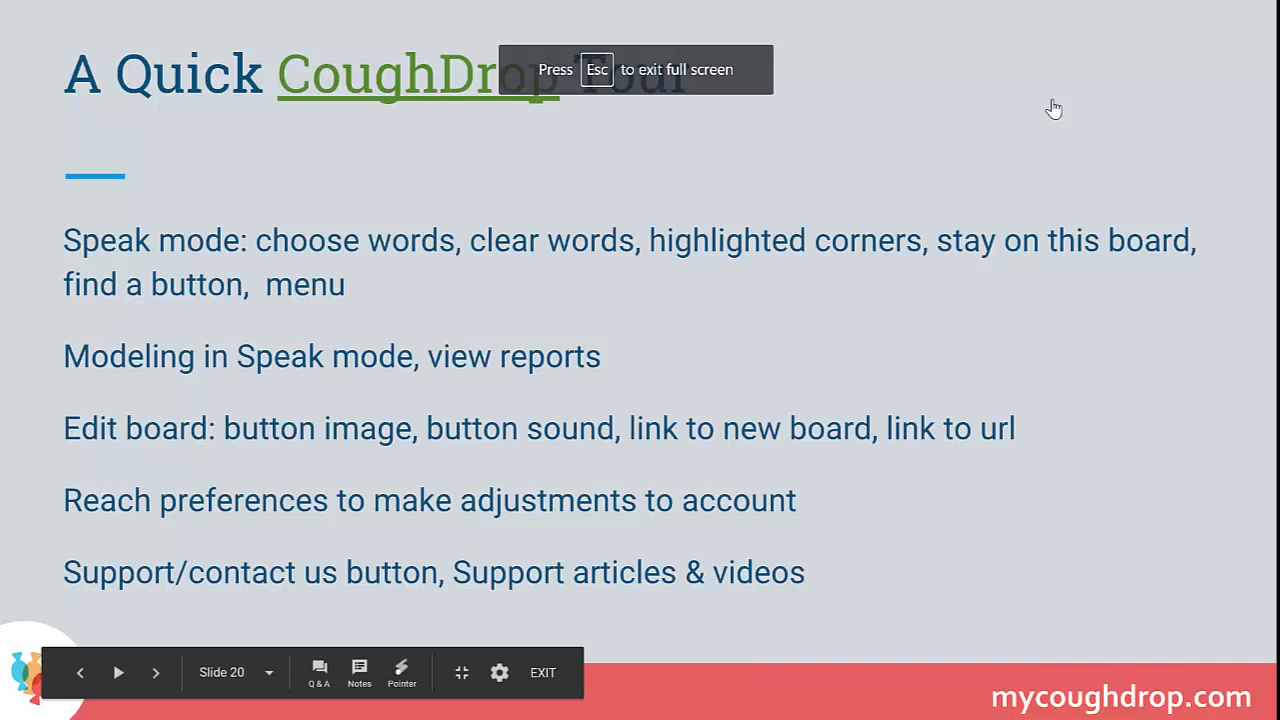 A Quick CoughDrop Tour
Press Esc to exit full screen
Speak mode: choose words, clear words, highlighted corners, stay on this board,
find a button, menu
Modeling in Speak mode, view reports
Edit board: button image, button sound, link to new board, link to url
Reach preferences to make adjustments to account
Support/contact us button, Support articles & videos
Slide 20
Q & A
Notes
Pointer
EXIT
mycoughdrop.com